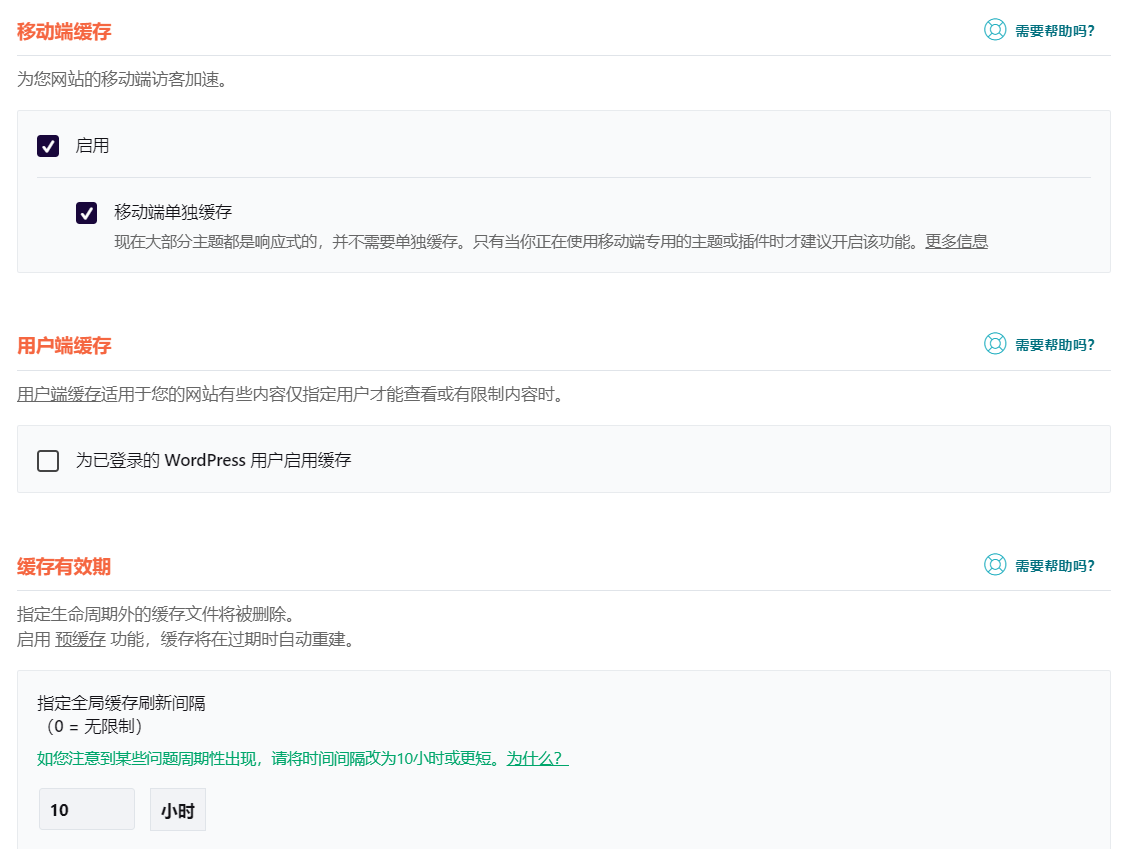 移动端缓存
需要帮助吗?
为您网站的移动端访客加速。
启用
移动端单独缓存
现在大部分主题都是响应式的，并不需要单独缓存。只有当你正在使用移动端专用的主题或插件时才建议开启该功能。更多信息
用户端缓存
需要帮助吗?
用户端缓存适用于您的网站有些内容仅指定用户才能查看或有限制内容时。
为已登录的 WordPress 用户启用缓存
缓存有效期
需要帮助吗?
指定生命周期外的缓存文件将被删除。
启用 预缓存 功能，缓存将在过期时自动重建。
指定全局缓存刷新间隔
（0 = 无限制）
如您注意到某些问题周期性出现，请将时间间隔改为10小时或更短。为什么？
10 小时